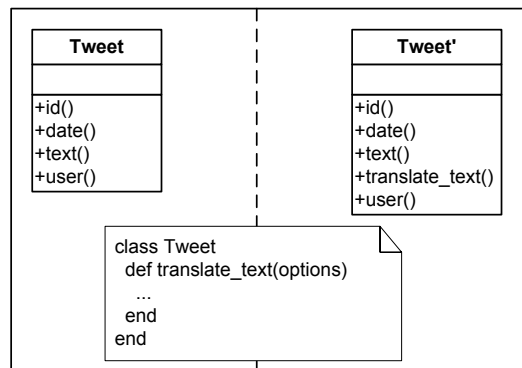 Tweet
+id()
+date()
+text()
+user()
Tweet'
+id()
+date()
+text()
+translate_text()
+user()
class Tweet
def translate_text(options)
...
end
end